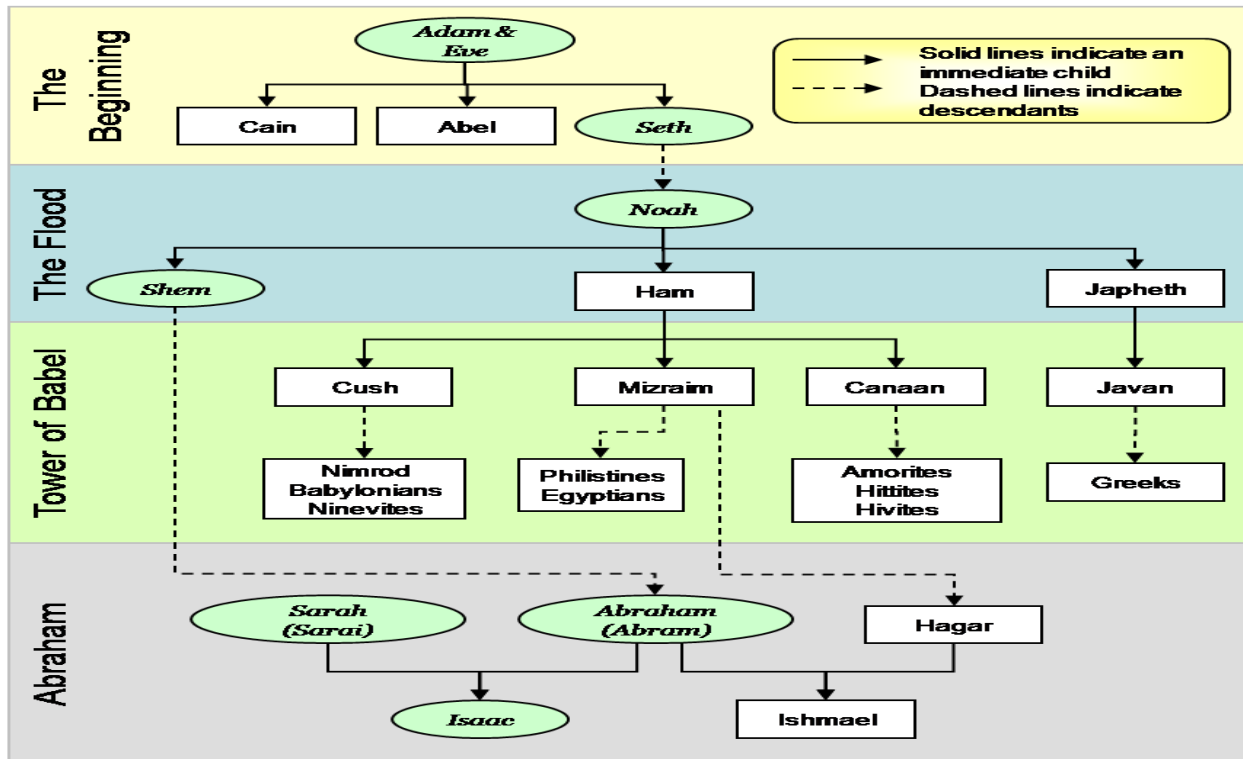 The
Beginning
Adam &
Eve
Solid lines indicate an
immediate child
Dashed lines indicate
descendants
Cain
Abel
Seth
The Flood
Noah
Shem
Ham
Japheth
Tower of Babel
Cush
Mizraim
Canaan
Javan
Nimrod
Babylonians
Ninevites
Philistines
Egyptians
Amorites
Hittites
Hivites
Greeks
Abraham
Sarah
(Sarai)
Abraham
(Abram)
Hagar
Isaac
Ishmael